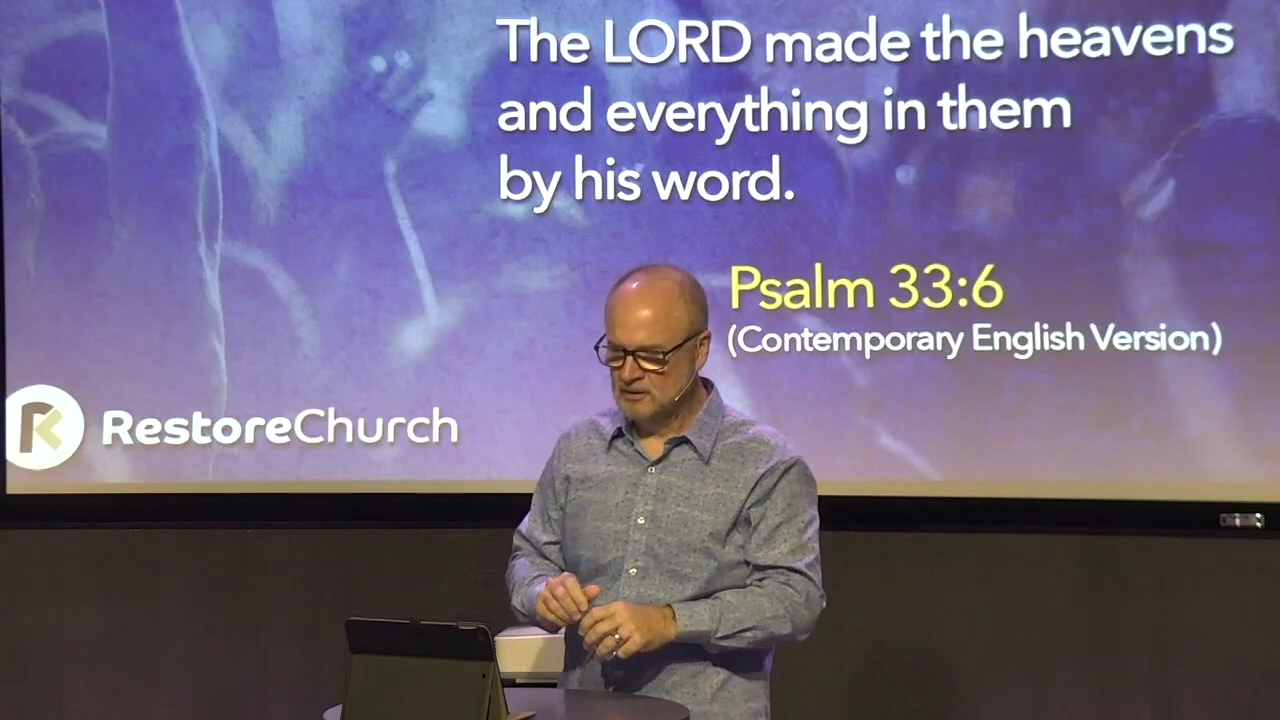 The LORD made the heavens
and everything in them
by his word.
Psalm 33:6
(Contemporary English Version)
RestoreChurch